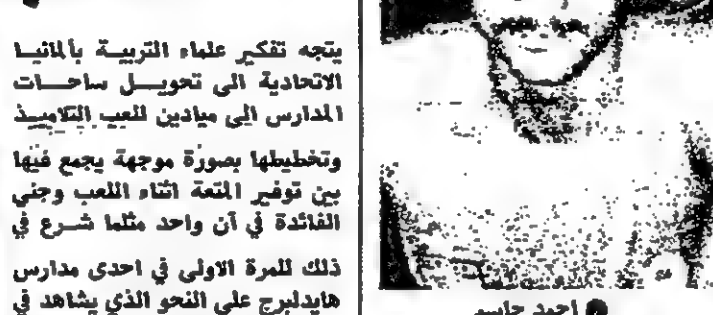 يتجه تفكير علماء التربية بألمانيا
الاتحادية الى تحويل ساحات
المدارس الى ميادين للعب التلاميذ
وتخطيطها بصورة موجهة يجمع فيها
بين توفير المتعة اثناء اللعب وجني
الفائدة في آن واحد مثلما شرع في
ذلك للمرة الاولى في احدى مدارس
هايدلبرج على النحو الذي يشاهد في
احمد جاسم